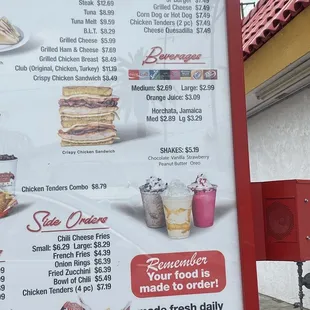 Steak $12.69
Tuna $8.99
Tuna Melt $9.99
B.L.T. $8.29
Grilled Cheese $5.99
Grilled Ham & Cheese $7.69
Grilled Chicken Breast $8.49
Club (Original, Chicken, Turkey) $11.19
Crispy Chicken Sandwich $8.49
Crispy Chicken Sandwich
Chicken Tenders Combo $8.79
Side Orders
Chili Cheese Fries
Small: $6.29 Large: $8.29
French Fries $4.39
Onion Rings $6.39
Fried Zucchini $6.39
Bowl of Chili $5.49
Chicken Tenders (4 pc) $7.19
$7.49
Grilled Cheese
Corn Dog or Hot Dog $7.49
Chicken Tenders (2 pc) $7.49
Cheese Quesadilla $7.49
Beverages
Medium: $2.69 Large: $2.99
Orange Juice: $3.09
Horchata, Jamaica
Med $2.89 Lg $3.29
SHAKES: $5.19
Chocolate Vanilla Strawberry
Peanut Butter Oreo
Remember
Your food is
made to order!
made fresh daily